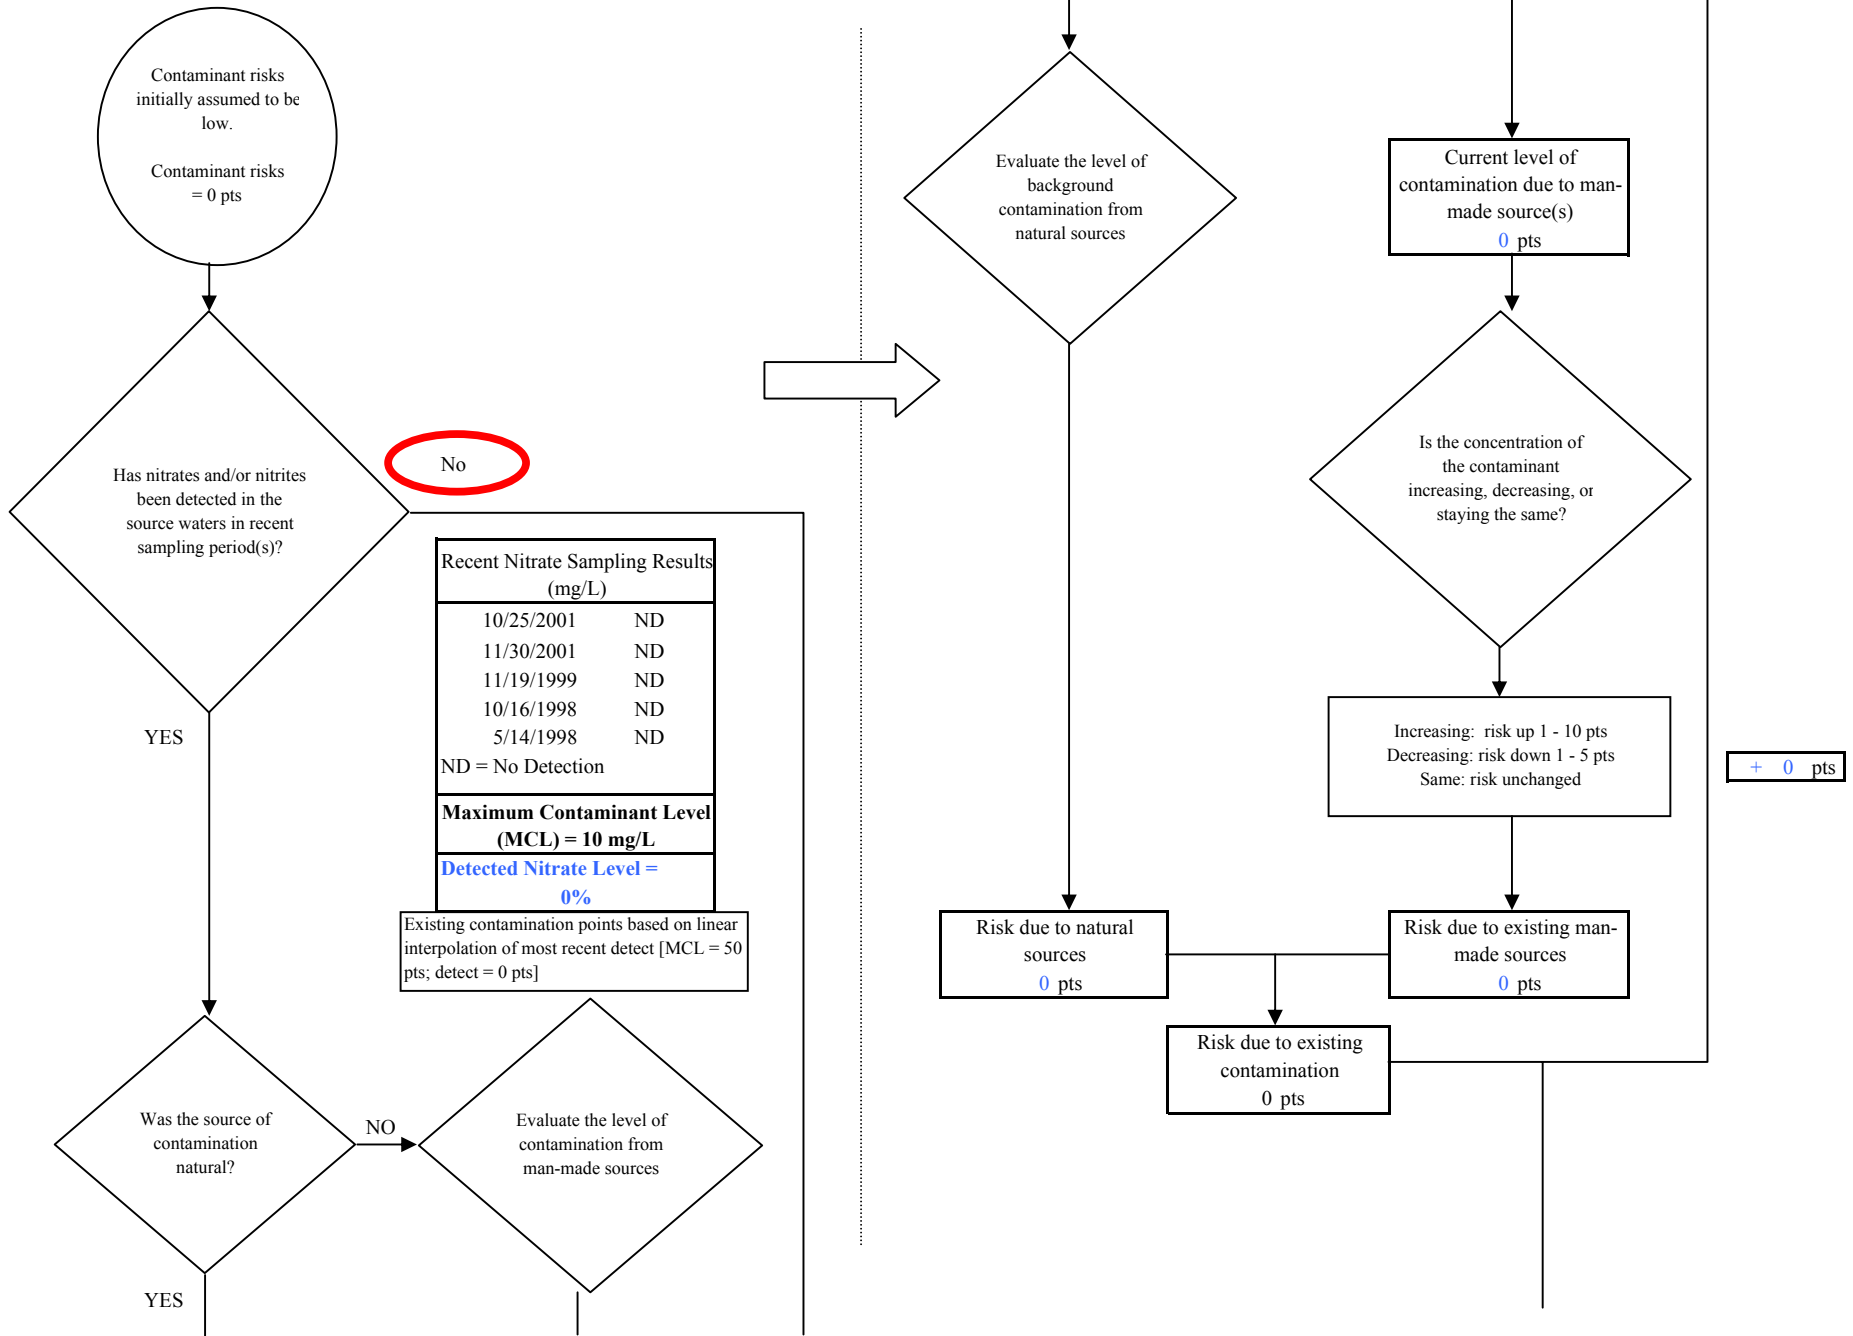 Contaminant risks
initially assumed to be
low.
Contaminant risks
= 0 pts
Has nitrates and/or nitrites
been detected in the
source waters in recent
sampling period(s)?
No
YES
Recent Nitrate Sampling Results
(mg/L)
10/25/2001 ND
11/30/2001 ND
11/19/1999 ND
10/16/1998 ND
5/14/1998 ND
ND = No Detection
Maximum Contaminant Level
(MCL) = 10 mg/L
Detected Nitrate Level =
0%
Existing contamination points based on linear
interpolation of most recent detect [MCL = 50
pts; detect = 0 pts]
Was the source of
contamination
natural?
NO
YES
Evaluate the level of
contamination from
man-made sources
Evaluate the level of
background
contamination from
natural sources
Current level of
contamination due to man-
made source(s)
0 pts
Is the concentration of
the contaminant
increasing, decreasing, or
staying the same?
Increasing: risk up 1 - 10 pts
Decreasing: risk down 1 - 5 pts
Same: risk unchanged
+ 0 pts
Risk due to natural
sources
0 pts
Risk due to existing man-
made sources
0 pts
Risk due to existing
contamination
0 pts